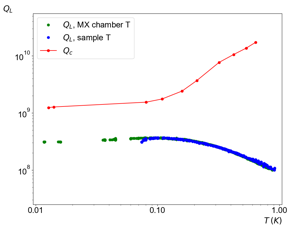 Q_L
Q_L, MX chamber T
Q_L, sample T
Q_c
10^10
10^9
10^8
0.01 0.10 1.00
T (K)